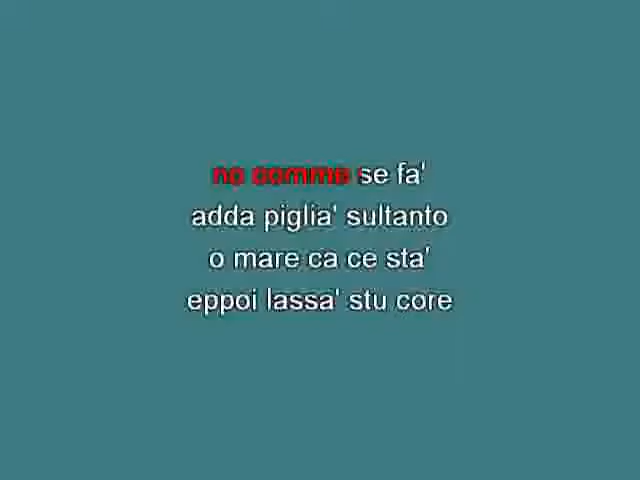 no comme se fa'
adda piglia' sultanto
o mare ca ce sta'
eppoi lassa' stu core